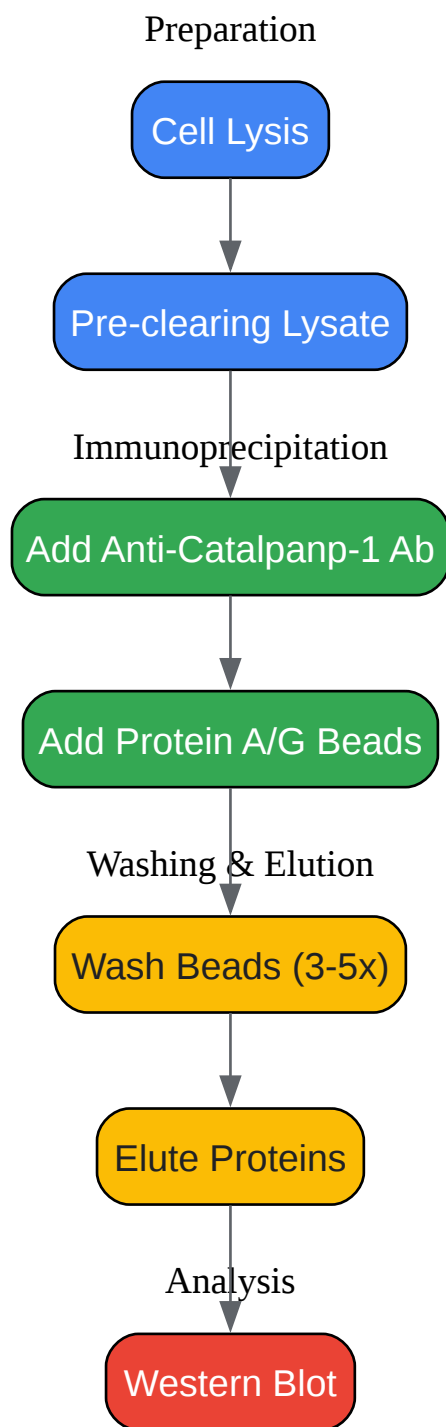 Preparation
Cell Lysis
Pre-clearing Lysate
Immunoprecipitation
Add Anti-Catalpanp-1 Ab
Add Protein A/G Beads
Washing & Elution
Wash Beads (3-5x)
Elute Proteins
Analysis
Western Blot